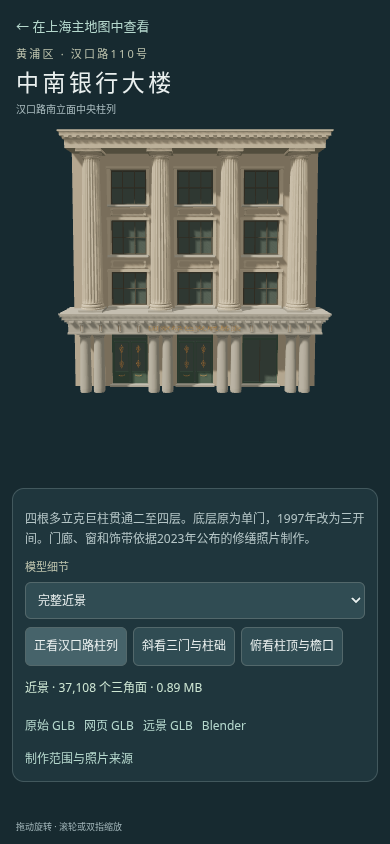 ← 在上海主地图中查看
黄浦区 · 汉口路110号
中南银行大楼
汉口路南立面中央柱列
四根多立克巨柱贯通二至四层。底层原为单门，1997年改为三开
间。门廊、窗和饰带依据2023年公布的修缮照片制作。
模型细节
完整近景
正看汉口路柱列 斜看三门与柱础 俯看柱顶与檐口
近景 · 37,108 个三角面 · 0.89 MB
原始 GLB 网页 GLB 远景 GLB Blender
制作范围与照片来源
拖动旋转 · 滚轮或双指缩放